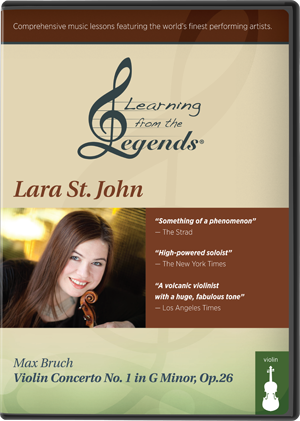 Comprehensive music lessons featuring the world's finest performing artists.
Learning
from the
Legends®
Lara St. John
"Something of a phenomenon"
— The Strad
"High-powered soloist"
— The New York Times
"A volcanic violinist
with a huge, fabulous tone"
— Los Angeles Times
Max Bruch
Violin Concerto No. 1 in G Minor, Op.26
violin